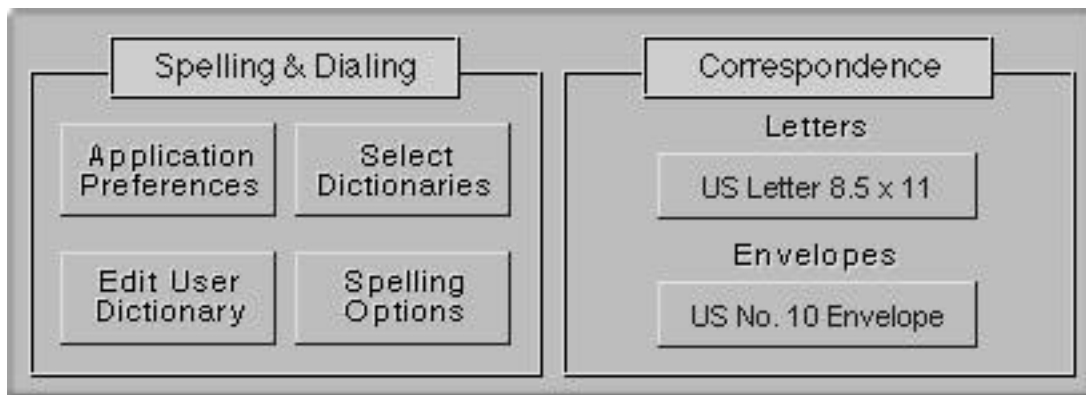 Spelling & Dialing
Application
Preferences
Select
Dictionaries
Edit User
Dictionary
Spelling
Options
Correspondence
Letters
US Letter 8.5 x 11
Envelopes
US No. 10 Envelope